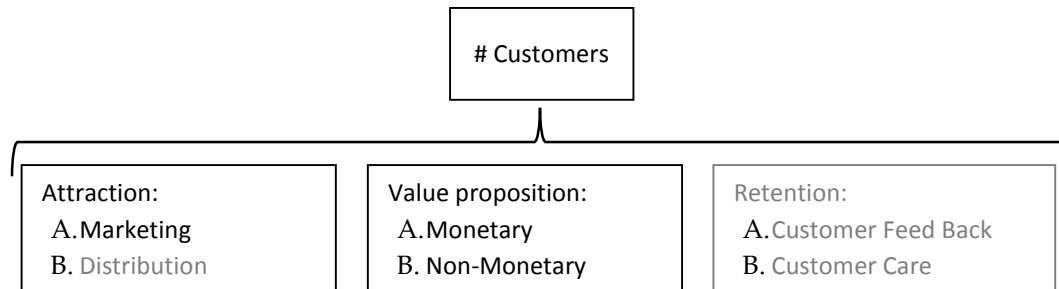 # Customers
Attraction:
A. Marketing
B. Distribution
Value proposition:
A. Monetary
B. Non-Monetary
Retention:
A. Customer Feed Back
B. Customer Care